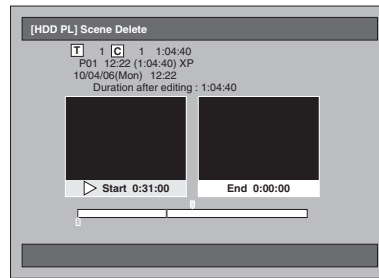 [HDD PL] Scene Delete
T 1 C 1 1:04:40
P01 12:22 (1:04:40) XP
10/04/06(Mon) 12:22
Duration after editing : 1:04:40
Start 0:31:00 End 0:00:00